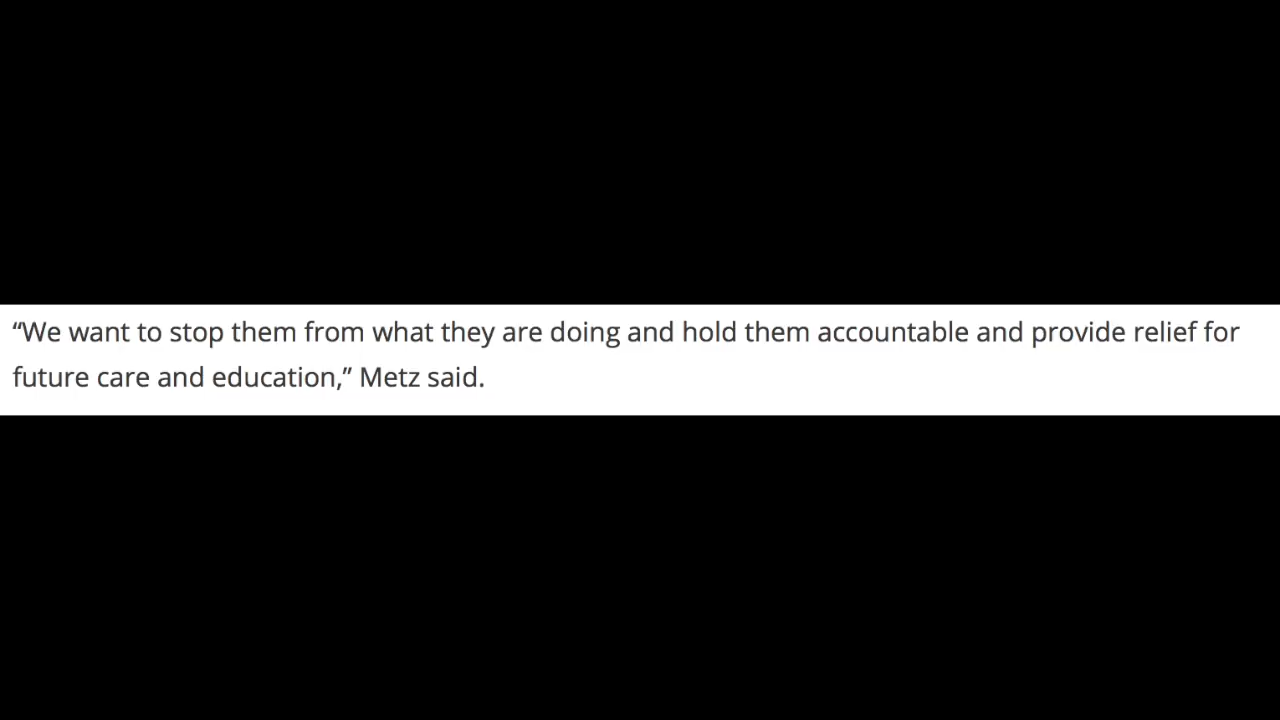 “We want to stop them from what they are doing and hold them accountable and provide relief for
future care and education,” Metz said.